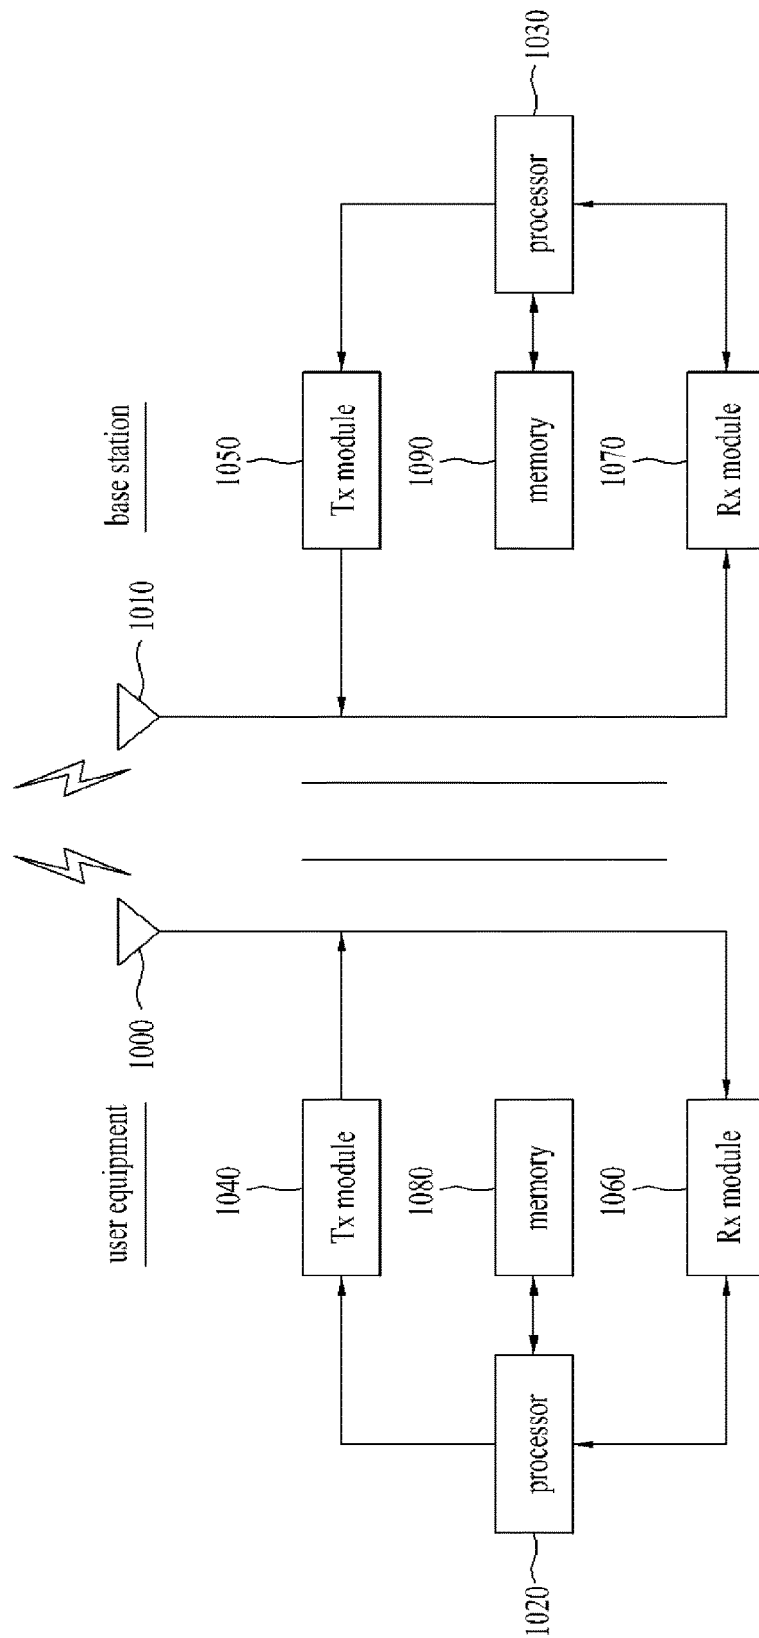 user equipment
base station
1000
1010
1040
Tx module
1050
Tx module
1020
processor
1080
memory
1090
memory
processor
1030
1060
Rx module
1070
Rx module